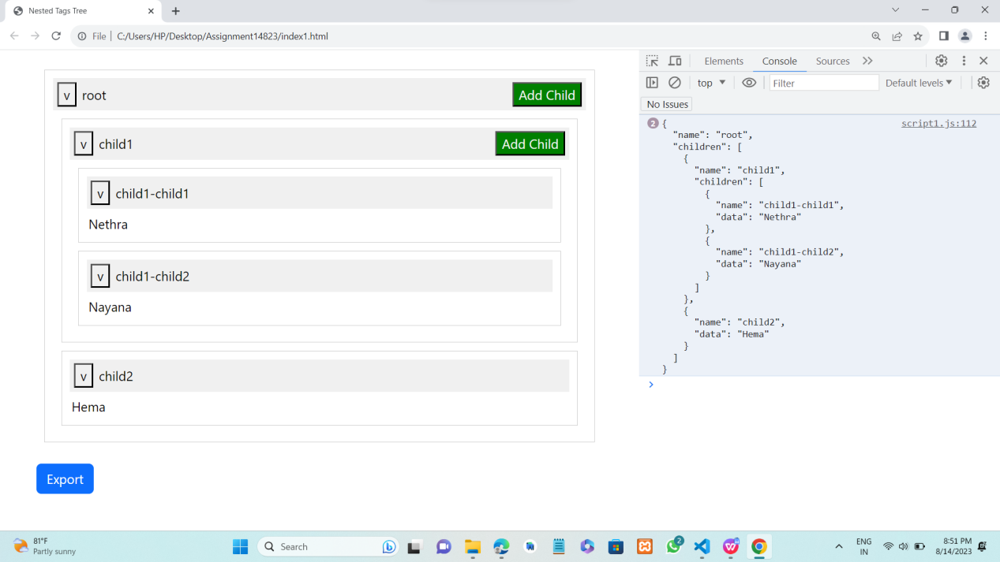 Nested Tags Tree
File | C:/Users/HP/Desktop/Assignment14823/index1.html
v root Add Child
v child1 Add Child
v child1-child1
Nethra
v child1-child2
Nayana
v child2
Hema
Export
Elements Console Sources
top Filter Default levels
No Issues
2 { script1.js:112
"name": "root",
"children": [
{
"name": "child1",
"children": [
{
"name": "child1-child1",
"data": "Nethra"
},
{
"name": "child1-child2",
"data": "Nayana"
}
]
},
{
"name": "child2",
"data": "Hema"
}
]
}
81°F
Partly sunny
Search
2
ENG
IN
8:51 PM
8/14/2023